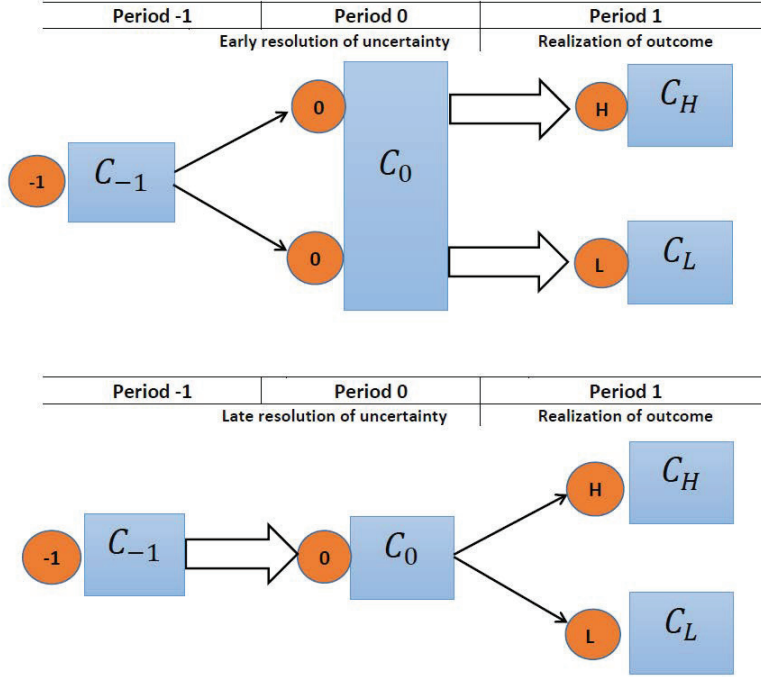 Period -1 Period 0 Period 1
Early resolution of uncertainty Realization of outcome
0 H C_H
-1 C_{-1} C_0
0 L C_L
Period -1 Period 0 Period 1
Late resolution of uncertainty Realization of outcome
H C_H
-1 C_{-1} 0 C_0
L C_L